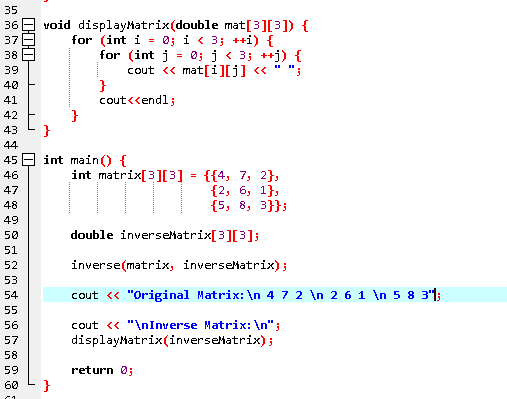 35
36 void displayMatrix(double mat[3][3]) {
37 for (int i = 0; i < 3; ++i) {
38 for (int j = 0; j < 3; ++j) {
39 cout << mat[i][j] << " ";
40 }
41 cout<<endl;
42 }
43 }
44
45 int main() {
46 int matrix[3][3] = {{4, 7, 2},
47 {2, 6, 1},
48 {5, 8, 3}};
49
50 double inverseMatrix[3][3];
51
52 inverse(matrix, inverseMatrix);
53
54 cout << "Original Matrix:\n 4 7 2 \n 2 6 1 \n 5 8 3";
55
56 cout << "\nInverse Matrix:\n";
57 displayMatrix(inverseMatrix);
58
59 return 0;
60 }
61